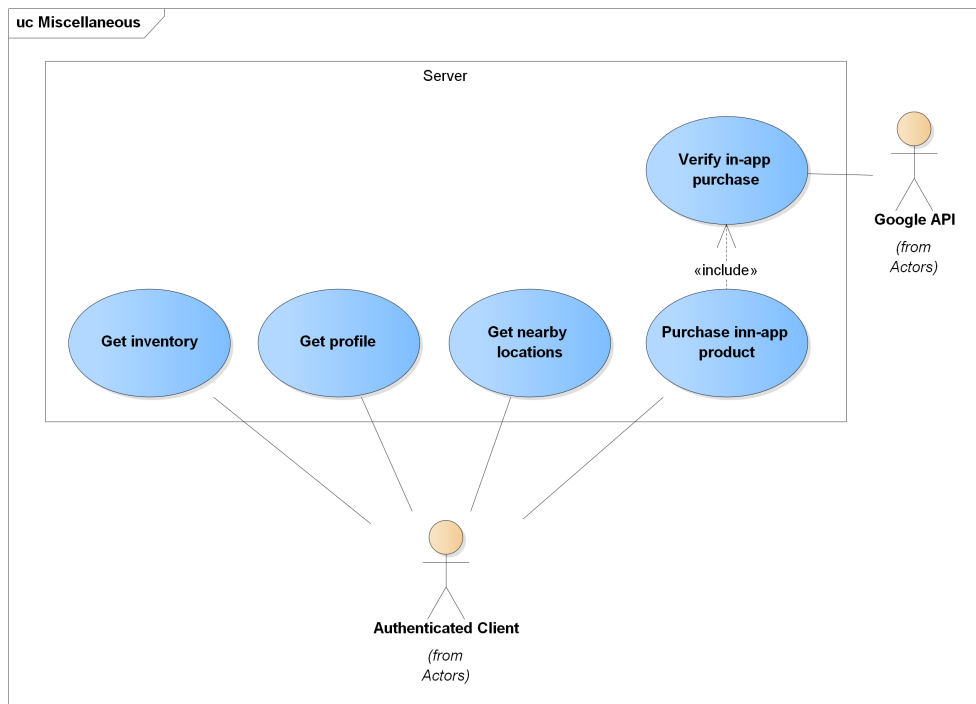 uc Miscellaneous
Server
Verify in-app
purchase
Google API
(from
Actors)
«include»
Get inventory
Get profile
Get nearby
locations
Purchase inn-app
product
Authenticated Client
(from
Actors)